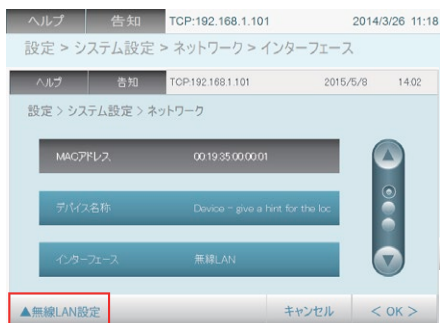 ヘルプ 告知 TCP:192.168.1.101 2014/3/26 11:18
設定 > システム設定 > ネットワーク > インターフェース
ヘルプ 告知 TCP:192.168.1.101 2015/5/8 14:02
設定 > システム設定 > ネットワーク
MACアドレス 00:19:35:00:00:01
デバイス名称 Device - give a hint for the loc
インターフェース 無線LAN
▲無線LAN設定 キャンセル < OK >